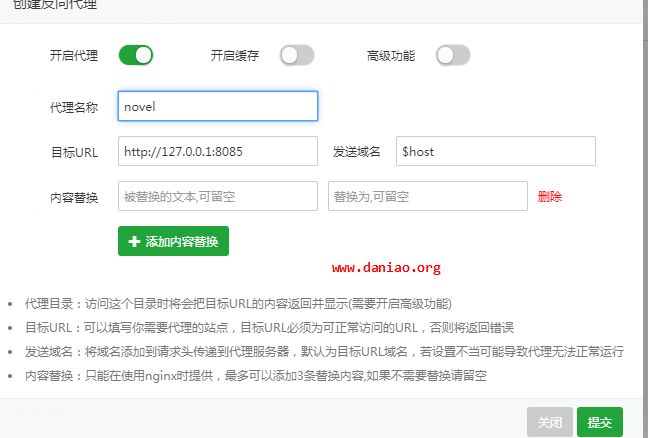 创建反向代理
开启代理 开启缓存 高级功能
代理名称 novel
目标URL http://127.0.0.1:8085 发送域名 $host
内容替换 被替换的文本,可留空 替换为,可留空 删除
添加内容替换
www.daniao.org
代理目录：访问这个目录时将会把目标URL的内容返回并显示(需要开启高级功能)
目标URL：可以填写你需要代理的站点，目标URL必须为可正常访问的URL，否则将返回错误
发送域名：将域名添加到请求头传递到代理服务器，默认为目标URL域名，若设置不当可能导致代理无法正常运行
内容替换：只能在使用nginx时提供，最多可以添加3条替换内容,如果不需要替换请留空
关闭 提交